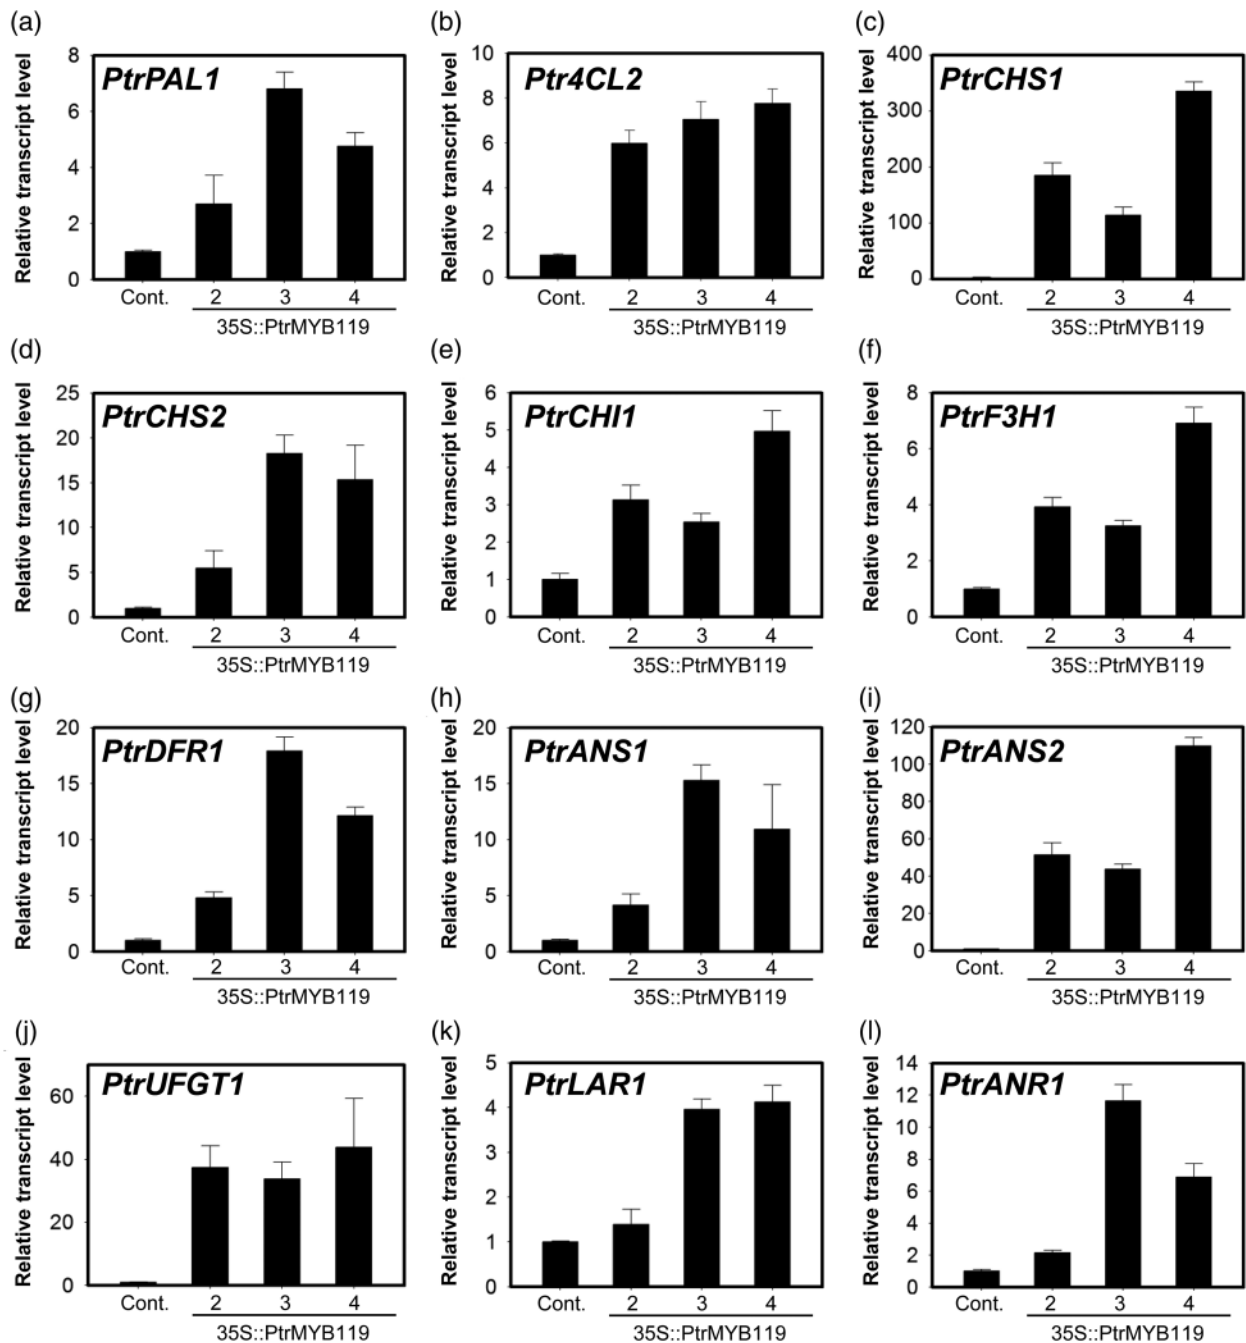 (a)
Relative transcript level
8
6
4
2
0
PtrPAL1
Cont. 2 3 4
35S::PtrMYB119
(b)
Relative transcript level
10
8
6
4
2
0
Ptr4CL2
Cont. 2 3 4
35S::PtrMYB119
(c)
Relative transcript level
400
300
200
100
0
PtrCHS1
Cont. 2 3 4
35S::PtrMYB119
(d)
Relative transcript level
25
20
15
10
5
0
PtrCHS2
Cont. 2 3 4
35S::PtrMYB119
(e)
Relative transcript level
6
5
4
3
2
1
0
PtrCHI1
Cont. 2 3 4
35S::PtrMYB119
(f)
Relative transcript level
8
6
4
2
0
PtrF3H1
Cont. 2 3 4
35S::PtrMYB119
(g)
Relative transcript level
20
15
10
5
0
PtrDFR1
Cont. 2 3 4
35S::PtrMYB119
(h)
Relative transcript level
20
15
10
5
0
PtrANS1
Cont. 2 3 4
35S::PtrMYB119
(i)
Relative transcript level
120
100
80
60
40
20
0
PtrANS2
Cont. 2 3 4
35S::PtrMYB119
(j)
Relative transcript level
60
40
20
0
PtrUFGT1
Cont. 2 3 4
35S::PtrMYB119
(k)
Relative transcript level
5
4
3
2
1
0
PtrLAR1
Cont. 2 3 4
35S::PtrMYB119
(l)
Relative transcript level
14
12
10
8
6
4
2
0
PtrANR1
Cont. 2 3 4
35S::PtrMYB119